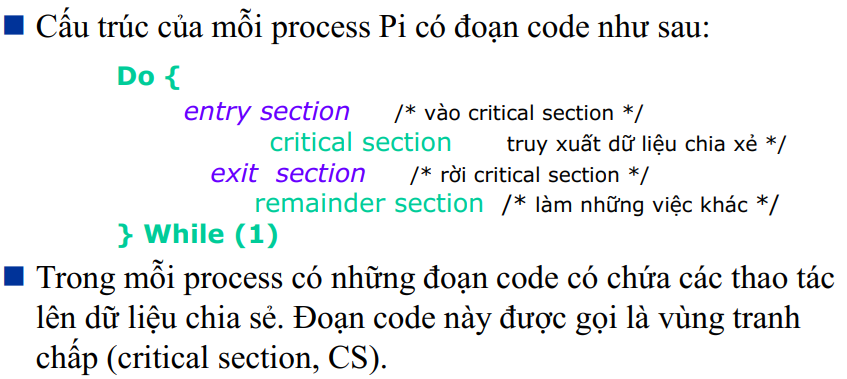 Cấu trúc của mỗi process Pi có đoạn code như sau:
Do {
entry section /* vào critical section */
critical section truy xuất dữ liệu chia xẻ */
exit section /* rời critical section */
remainder section /* làm những việc khác */
} While (1)
Trong mỗi process có những đoạn code có chứa các thao tác
lên dữ liệu chia sẻ. Đoạn code này được gọi là vùng tranh
chấp (critical section, CS).